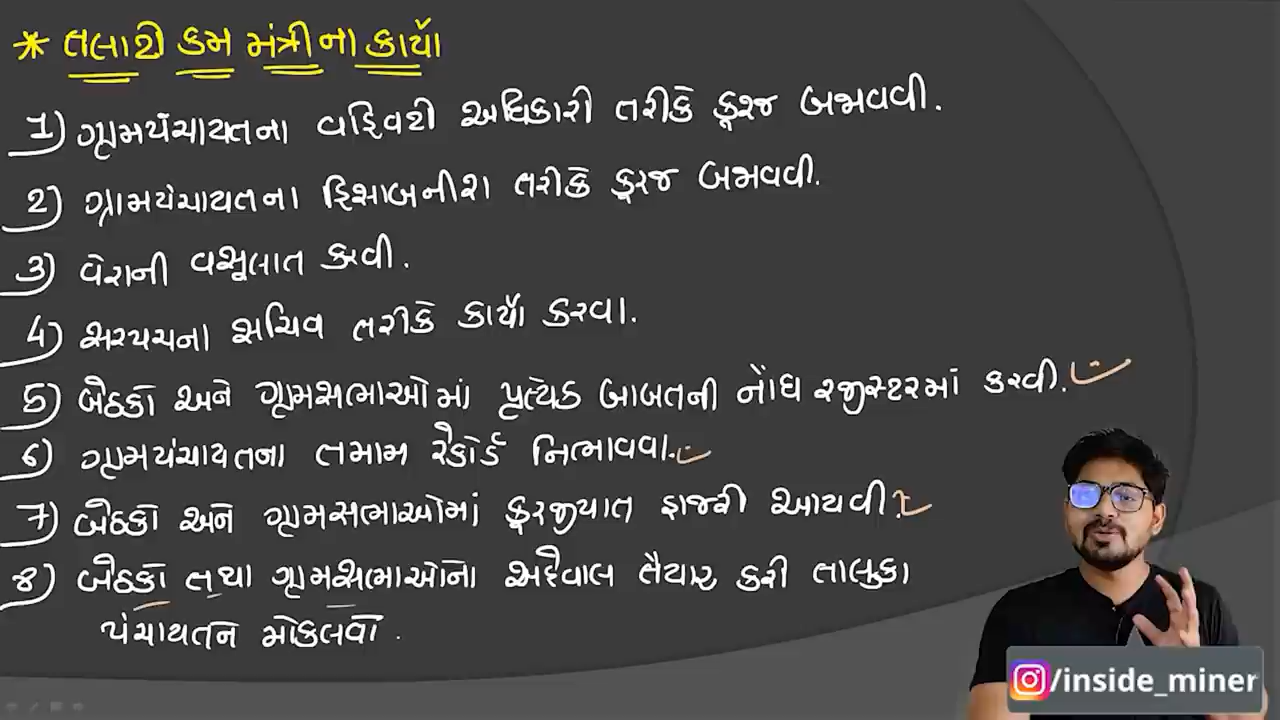 * તલાટી કમ મંત્રીના કાર્યો
1) ગ્રામપંચાયતના વહિવટી અધિકારી તરીકે ફરજ બજાવવી.
2) ગ્રામપંચાયતના હિસાબનીશ તરીકે ફરજ બજાવવી.
3) વેરાની વસૂલાત કરવી.
4) સરપંચના સચિવ તરીકે કાર્યો કરવા.
5) બેઠકો અને ગ્રામસભાઓમાં પ્રત્યેક બાબતની નોંધ રજીસ્ટરમાં કરવી.
6) ગ્રામપંચાયતના તમામ રેકોર્ડ નિભાવવા.
7) બેઠકો અને ગ્રામસભાઓમાં ફરજીયાત હાજરી આપવી.
8) બેઠકો તથા ગ્રામસભાઓનો અહેવાલ તૈયાર કરી તાલુકા
પંચાયતને મોકલવો.
/inside_miner